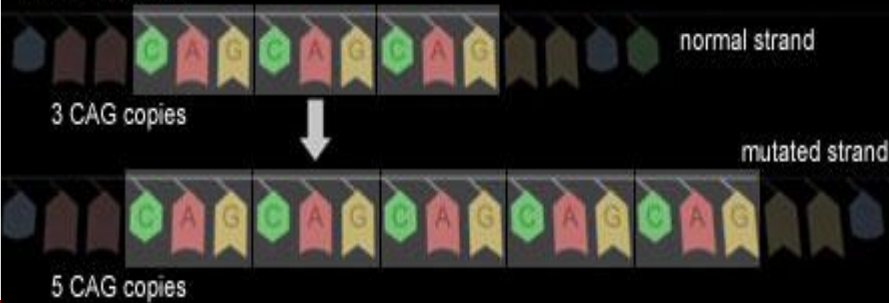 C A G C A G C A G
normal strand
3 CAG copies
mutated strand
C A G C A G C A G C A G C A G
5 CAG copies